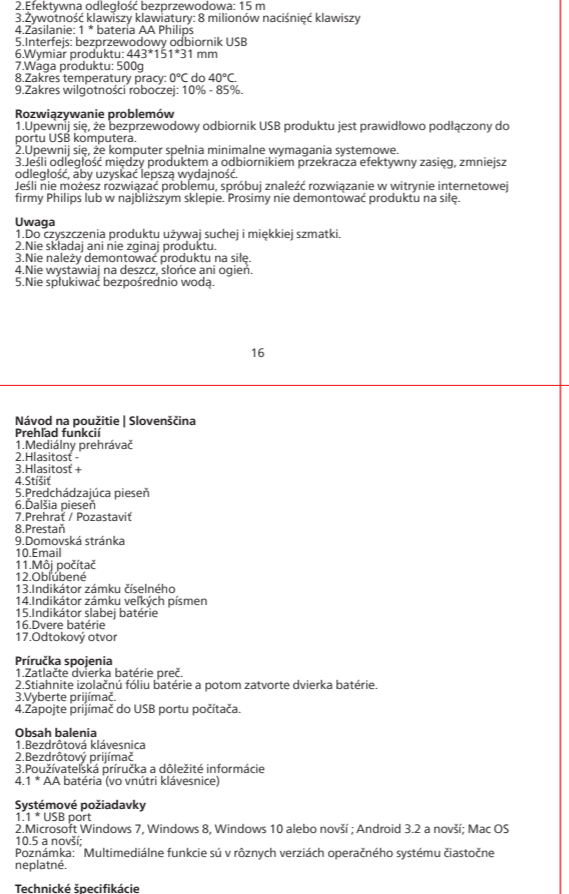 2.Efektywna odległość bezprzewodowa: 15 m
3.Żywotność klawiszy klawiatury: 8 milionów naciśnięć klawiszy
4.Zasilanie: 1 * bateria AA Philips
5.Interfejs: bezprzewodowy odbiornik USB
6.Wymiar produktu: 443*151*31 mm
7.Waga produktu: 500g
8.Zakres temperatury pracy: 0°C do 40°C.
9.Zakres wilgotności roboczej: 10% - 85%.
Rozwiązywanie problemów
1.Upewnij się, że bezprzewodowy odbiornik USB produktu jest prawidłowo podłączony do
portu USB komputera.
2.Upewnij się, że komputer spełnia minimalne wymagania systemowe.
3.Jeśli odległość między produktem a odbiornikiem przekracza efektywny zasięg, zmniejsz
odległość, aby uzyskać lepszą wydajność.
Jeśli nie możesz rozwiązać problemu, spróbuj znaleźć rozwiązanie w witrynie internetowej
firmy Philips lub w najbliższym sklepie. Prosimy nie demontować produktu na siłę.
Uwaga
1.Do czyszczenia produktu używaj suchej i miękkiej szmatki.
2.Nie składaj ani nie zginaj produktu.
3.Nie należy demontować produktu na siłę.
4.Nie wystawiaj na deszcz, słońce ani ogień.
5.Nie spłukiwać bezpośrednio wodą.
16
Návod na použitie | Slovenščina
Prehľad funkcií
1.Mediálny prehrávač
2.Hlasitosť -
3.Hlasitosť +
4.Stíšiť
5.Predchádzajúca pieseň
6.Ďalšia pieseň
7.Prehrať / Pozastaviť
8.Prestaň
9.Domovská stránka
10.Email
11.Môj počítač
12.Obľúbené
13.Indikátor zámku číselného
14.Indikátor zámku veľkých písmen
15.Indikátor slabej batérie
16.Dvere batérie
17.Odtokový otvor
Príručka spojenia
1.Zatlačte dvierka batérie preč.
2.Stiahnite izolačnú fóliu batérie a potom zatvorte dvierka batérie.
3.Vyberte prijímač.
4.Zapojte prijímač do USB portu počítača.
Obsah balenia
1.Bezdrôtová klávesnica
2.Bezdrôtový prijímač
3.Používateľská príručka a dôležité informácie
4.1 * AA batéria (vo vnútri klávesnice)
Systémové požiadavky
1.1 * USB port
2.Microsoft Windows 7, Windows 8, Windows 10 alebo novší ; Android 3.2 a novší; Mac OS
10.5 a novší;
Poznámka: Multimediálne funkcie sú v rôznych verziách operačného systému čiastočne
neplatné.
Technické špecifikácie